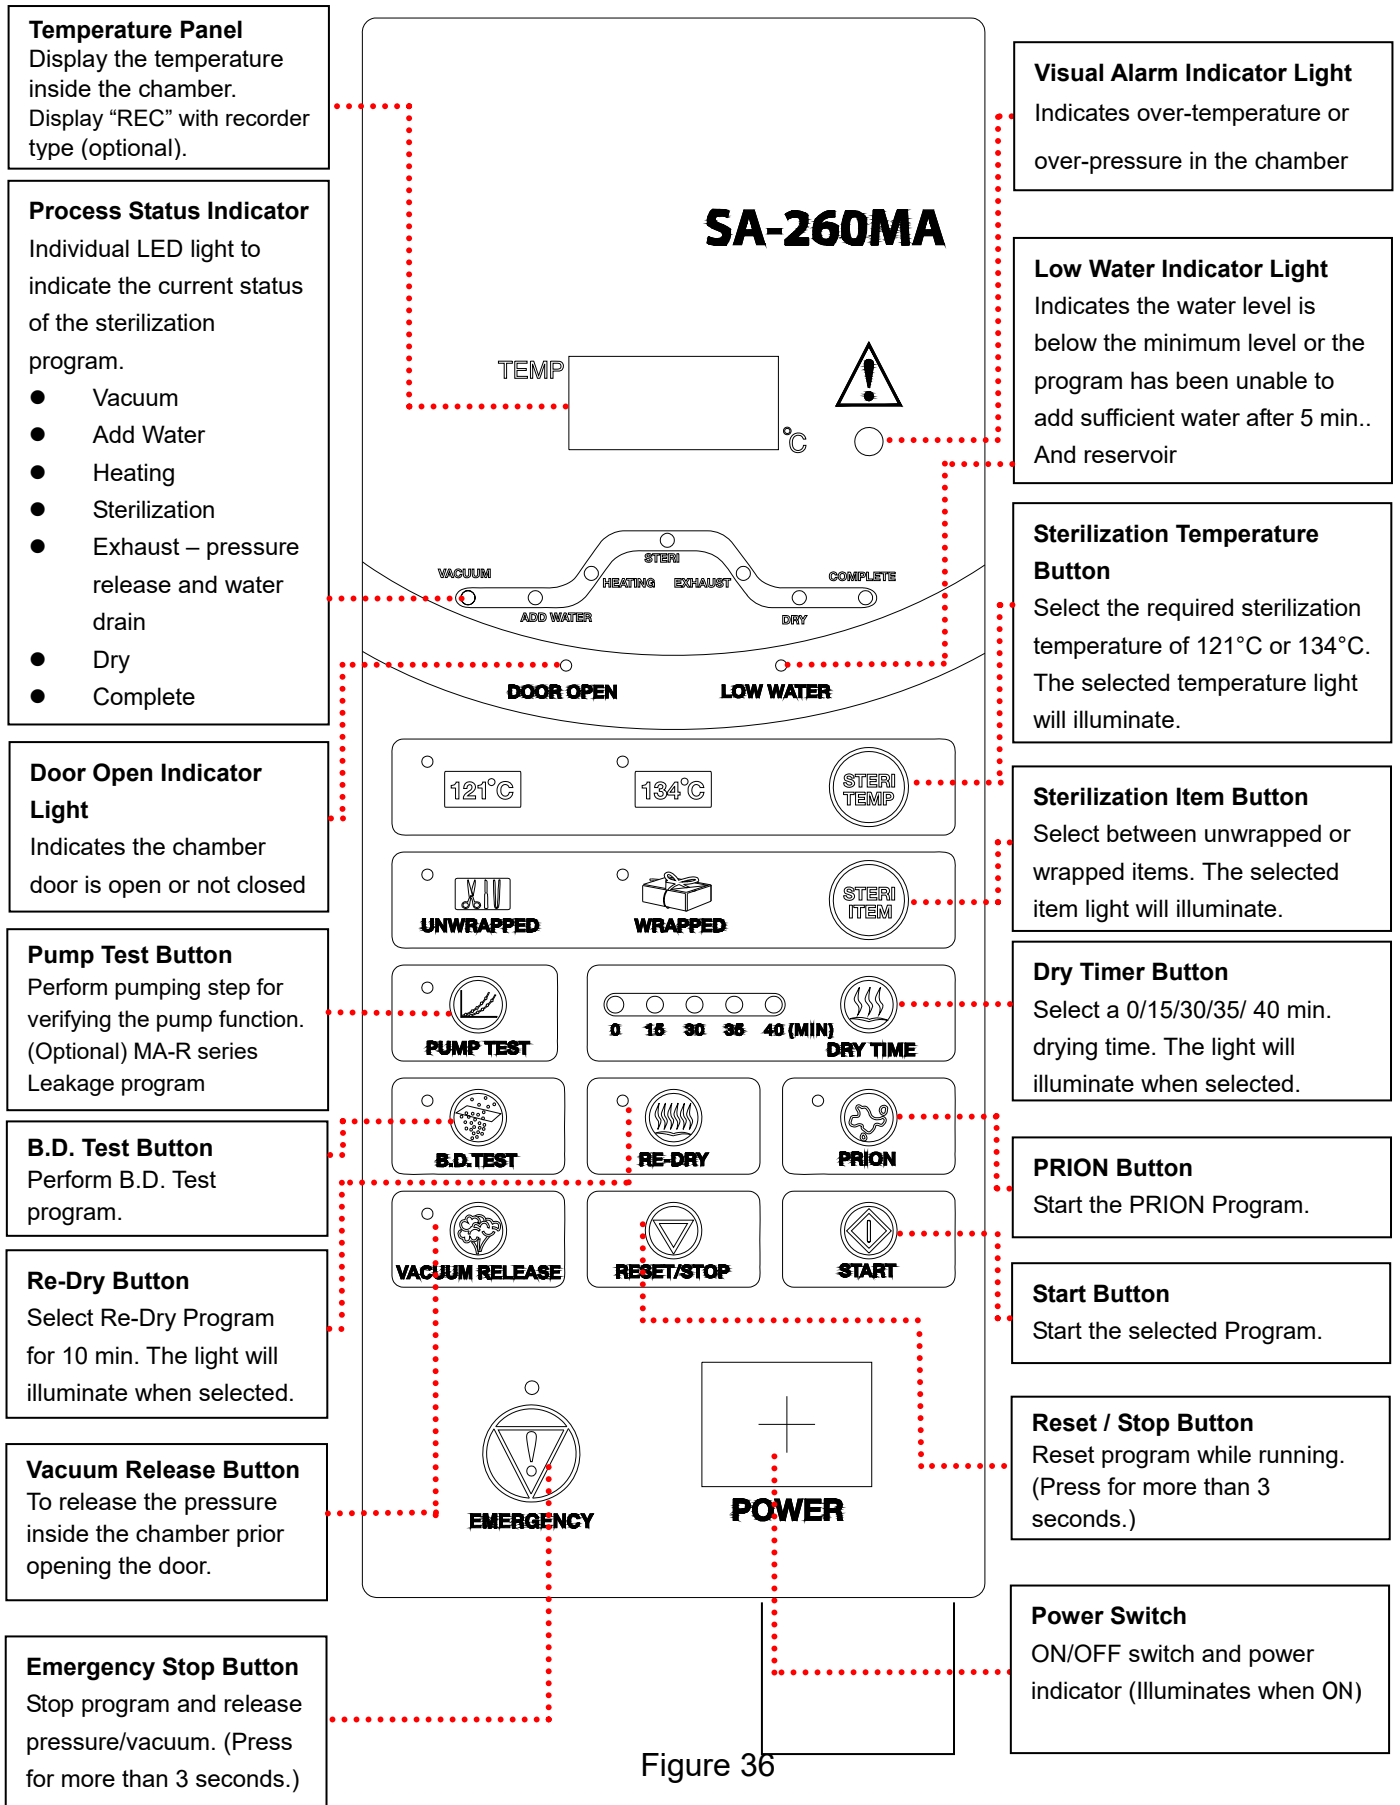 Temperature Panel
Display the temperature
inside the chamber.
Display “REC” with recorder
type (optional).
Process Status Indicator
Individual LED light to
indicate the current status
of the sterilization
program.
● Vacuum
● Add Water
● Heating
● Sterilization
● Exhaust – pressure
release and water
drain
● Dry
● Complete
Door Open Indicator
Light
Indicates the chamber
door is open or not closed
Pump Test Button
Perform pumping step for
verifying the pump function.
(Optional) MA-R series
Leakage program
B.D. Test Button
Perform B.D. Test
program.
Re-Dry Button
Select Re-Dry Program
for 10 min. The light will
illuminate when selected.
Vacuum Release Button
To release the pressure
inside the chamber prior
opening the door.
Emergency Stop Button
Stop program and release
pressure/vacuum. (Press
for more than 3 seconds.)
SA-260MA
TEMP
°C
VACUUM
ADD WATER
HEATING
STERI
EXHAUST
DRY
COMPLETE
DOOR OPEN
LOW WATER
121°C
134°C
STERI
TEMP
UNWRAPPED
WRAPPED
STERI
ITEM
PUMP TEST
0 15 30 35 40 (MIN)
DRY TIME
B.D.TEST
RE-DRY
PRION
VACUUM RELEASE
RESET/STOP
START
EMERGENCY
POWER
Visual Alarm Indicator Light
Indicates over-temperature or
over-pressure in the chamber
Low Water Indicator Light
Indicates the water level is
below the minimum level or the
program has been unable to
add sufficient water after 5 min..
And reservoir
Sterilization Temperature
Button
Select the required sterilization
temperature of 121°C or 134°C.
The selected temperature light
will illuminate.
Sterilization Item Button
Select between unwrapped or
wrapped items. The selected
item light will illuminate.
Dry Timer Button
Select a 0/15/30/35/ 40 min.
drying time. The light will
illuminate when selected.
PRION Button
Start the PRION Program.
Start Button
Start the selected Program.
Reset / Stop Button
Reset program while running.
(Press for more than 3
seconds.)
Power Switch
ON/OFF switch and power
indicator (Illuminates when ON)
Figure 36